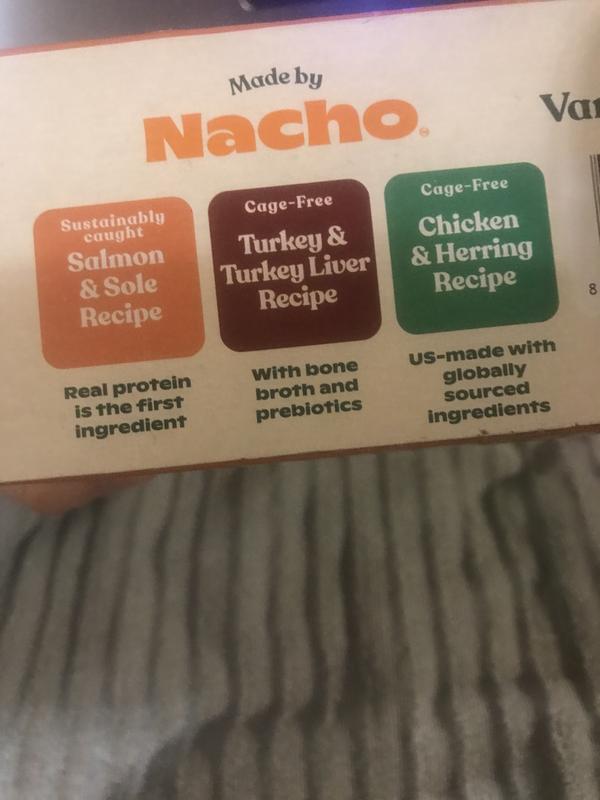 Made by
Nacho
Sustainably
caught
Salmon
& Sole
Recipe
Real protein
is the first
ingredient
Cage-Free
Turkey &
Turkey Liver
Recipe
With bone
broth and
prebiotics
Cage-Free
Chicken
& Herring
Recipe
US-made with
globally
sourced
ingredients
8